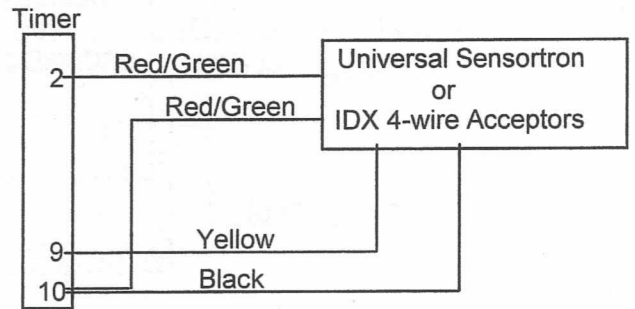 Timer
2
Red/Green
Universal Sensortron
or
IDX 4-wire Acceptors
Red/Green
9
Yellow
10
Black